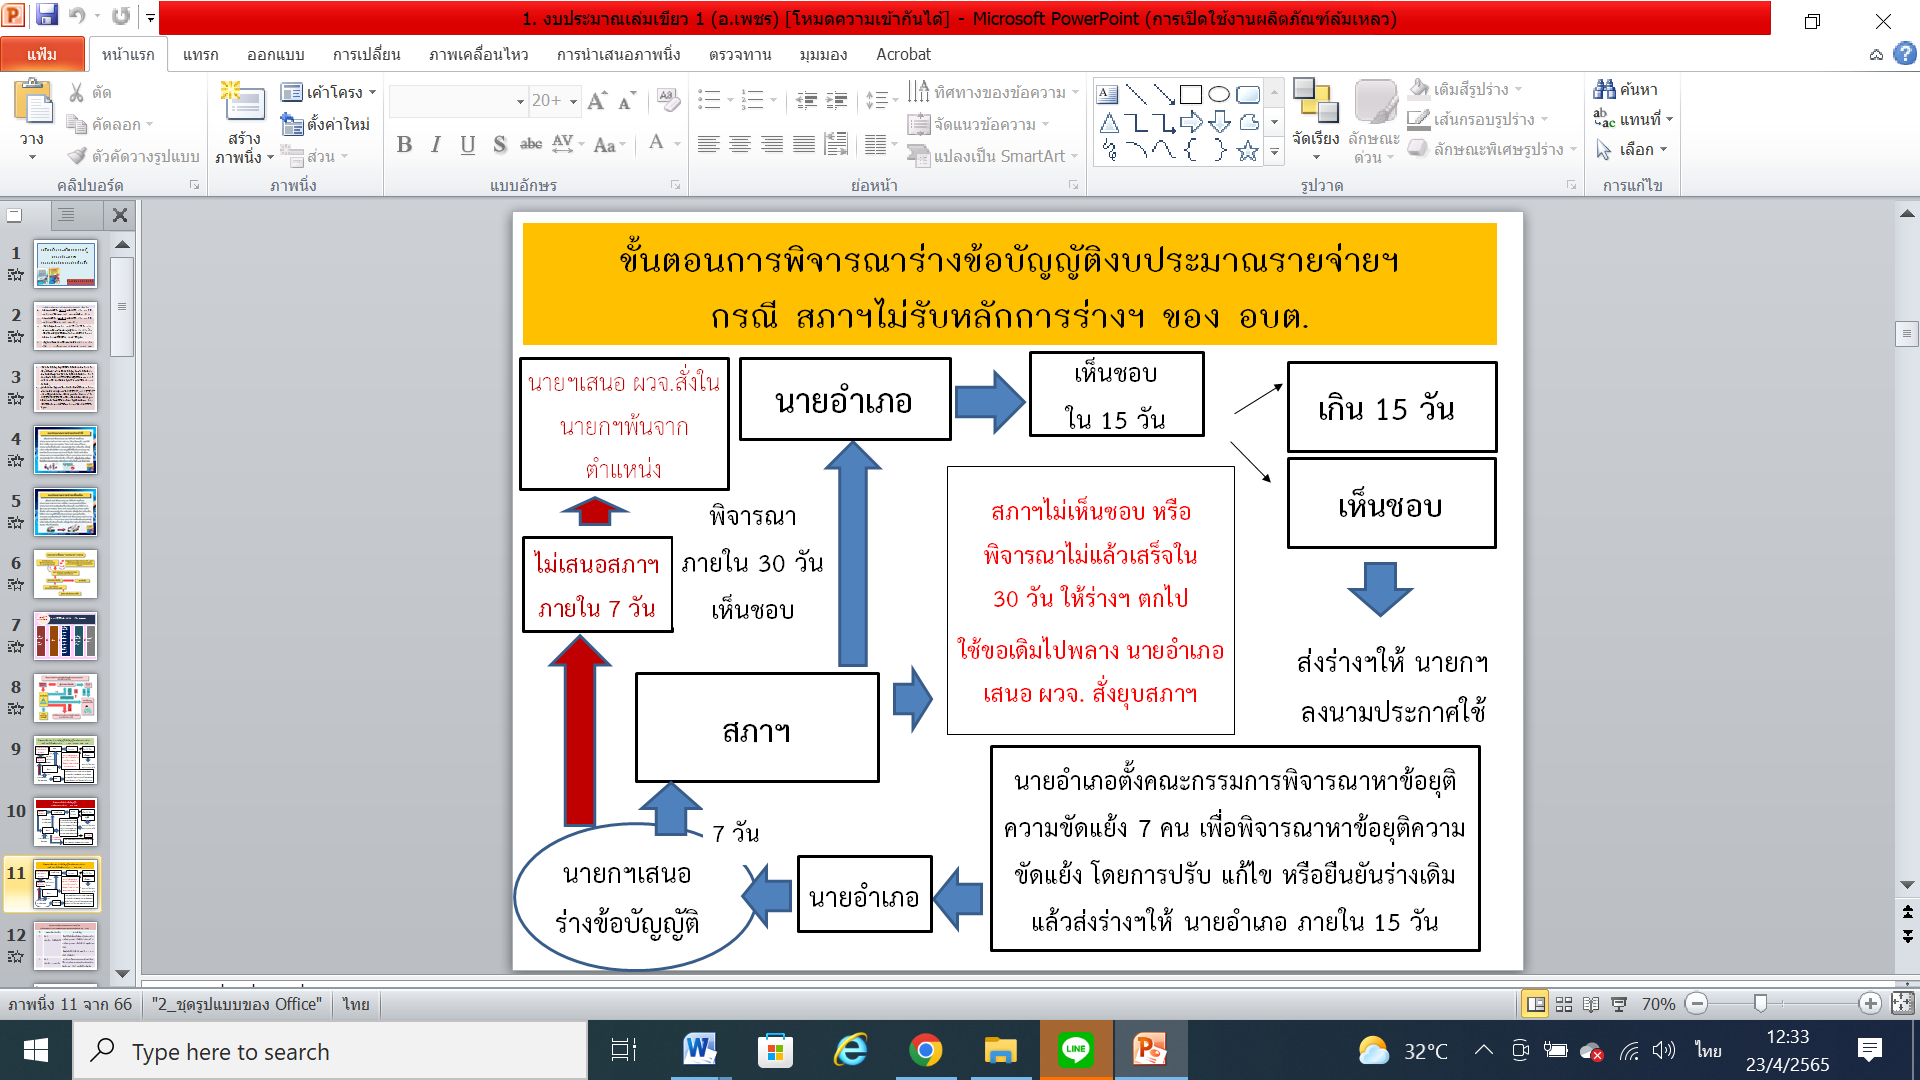 1. งบประมาณเล่มเขียว 1 (อ.เพชร) [โหมดความเข้ากันได้] - Microsoft PowerPoint (การเปิดใช้งานผลิตภัณฑ์ล้มเหลว)
แฟ้ม หน้าแรก แทรก ออกแบบ การเปลี่ยน ภาพเคลื่อนไหว การนำเสนอภาพนิ่ง ตรวจทาน มุมมอง Acrobat
วาง
ตัด
คัดลอก
ตัวคัดวางรูปแบบ
คลิปบอร์ด
สร้าง
ภาพนิ่ง
เค้าโครง
ตั้งค่าใหม่
ส่วน
ภาพนิ่ง
20+
B I U S abc AV Aa A
แบบอักษร
ทิศทางของข้อความ
จัดแนวข้อความ
แปลงเป็น SmartArt
ย่อหน้า
จัดเรียง
ลักษณะ
ด่วน
เติมสีรูปร่าง
เส้นกรอบรูปร่าง
ลักษณะพิเศษรูปร่าง
รูปวาด
ค้นหา
แทนที่
เลือก
การแก้ไข
1
2
3
4
5
6
7
8
9
10
11
12
ขั้นตอนการพิจารณาร่างข้อบัญญัติงบประมาณรายจ่ายฯ
กรณี สภาฯไม่รับหลักการร่างฯ ของ อบต.
นายฯเสนอ ผวจ.สั่งใน
นายกฯพ้นจาก
ตำแหน่ง
นายอำเภอ
เห็นชอบ
ใน 15 วัน
เกิน 15 วัน
เห็นชอบ
พิจารณา
ภายใน 30 วัน
เห็นชอบ
ไม่เสนอสภาฯ
ภายใน 7 วัน
สภาฯไม่เห็นชอบ หรือ
พิจารณาไม่แล้วเสร็จใน
30 วัน ให้ร่างฯ ตกไป
ใช้ขอเดิมไปพลาง นายอำเภอ
เสนอ ผวจ. สั่งยุบสภาฯ
ส่งร่างฯให้ นายกฯ
ลงนามประกาศใช้
สภาฯ
7 วัน
นายกฯเสนอ
ร่างข้อบัญญัติ
นายอำเภอ
นายอำเภอตั้งคณะกรรมการพิจารณาหาข้อยุติ
ความขัดแย้ง 7 คน เพื่อพิจารณาหาข้อยุติความ
ขัดแย้ง โดยการปรับ แก้ไข หรือยืนยันร่างเดิม
แล้วส่งร่างฯให้ นายอำเภอ ภายใน 15 วัน
ภาพนิ่ง 11 จาก 66 "2_ชุดรูปแบบของ Office" ไทย 70%
Type here to search
32°C
ไทย
12:33
23/4/2565